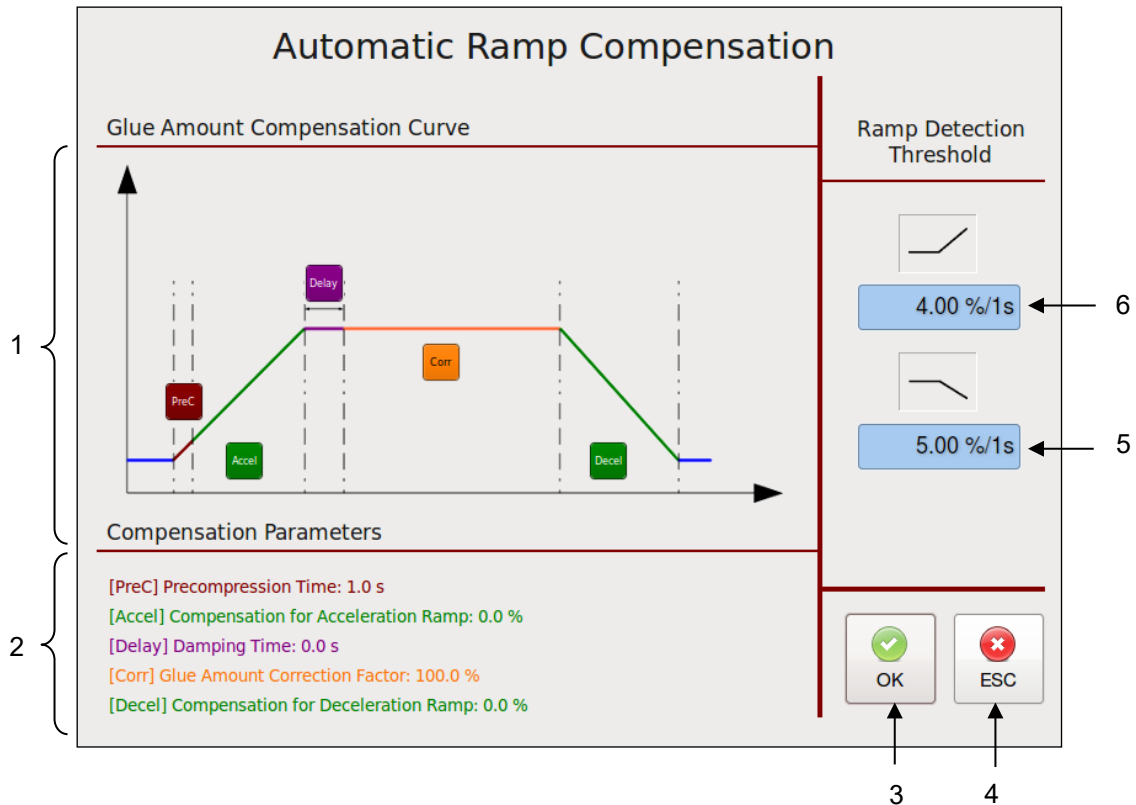 Automatic Ramp Compensation
Glue Amount Compensation Curve
Delay
Corr
PreC
Accel
Decel
Compensation Parameters
[PreC] Precompression Time: 1.0 s
[Accel] Compensation for Acceleration Ramp: 0.0 %
[Delay] Damping Time: 0.0 s
[Corr] Glue Amount Correction Factor: 100.0 %
[Decel] Compensation for Deceleration Ramp: 0.0 %
Ramp Detection
Threshold
4.00 %/1s
5.00 %/1s
OK
ESC
1
2
3
4
5
6